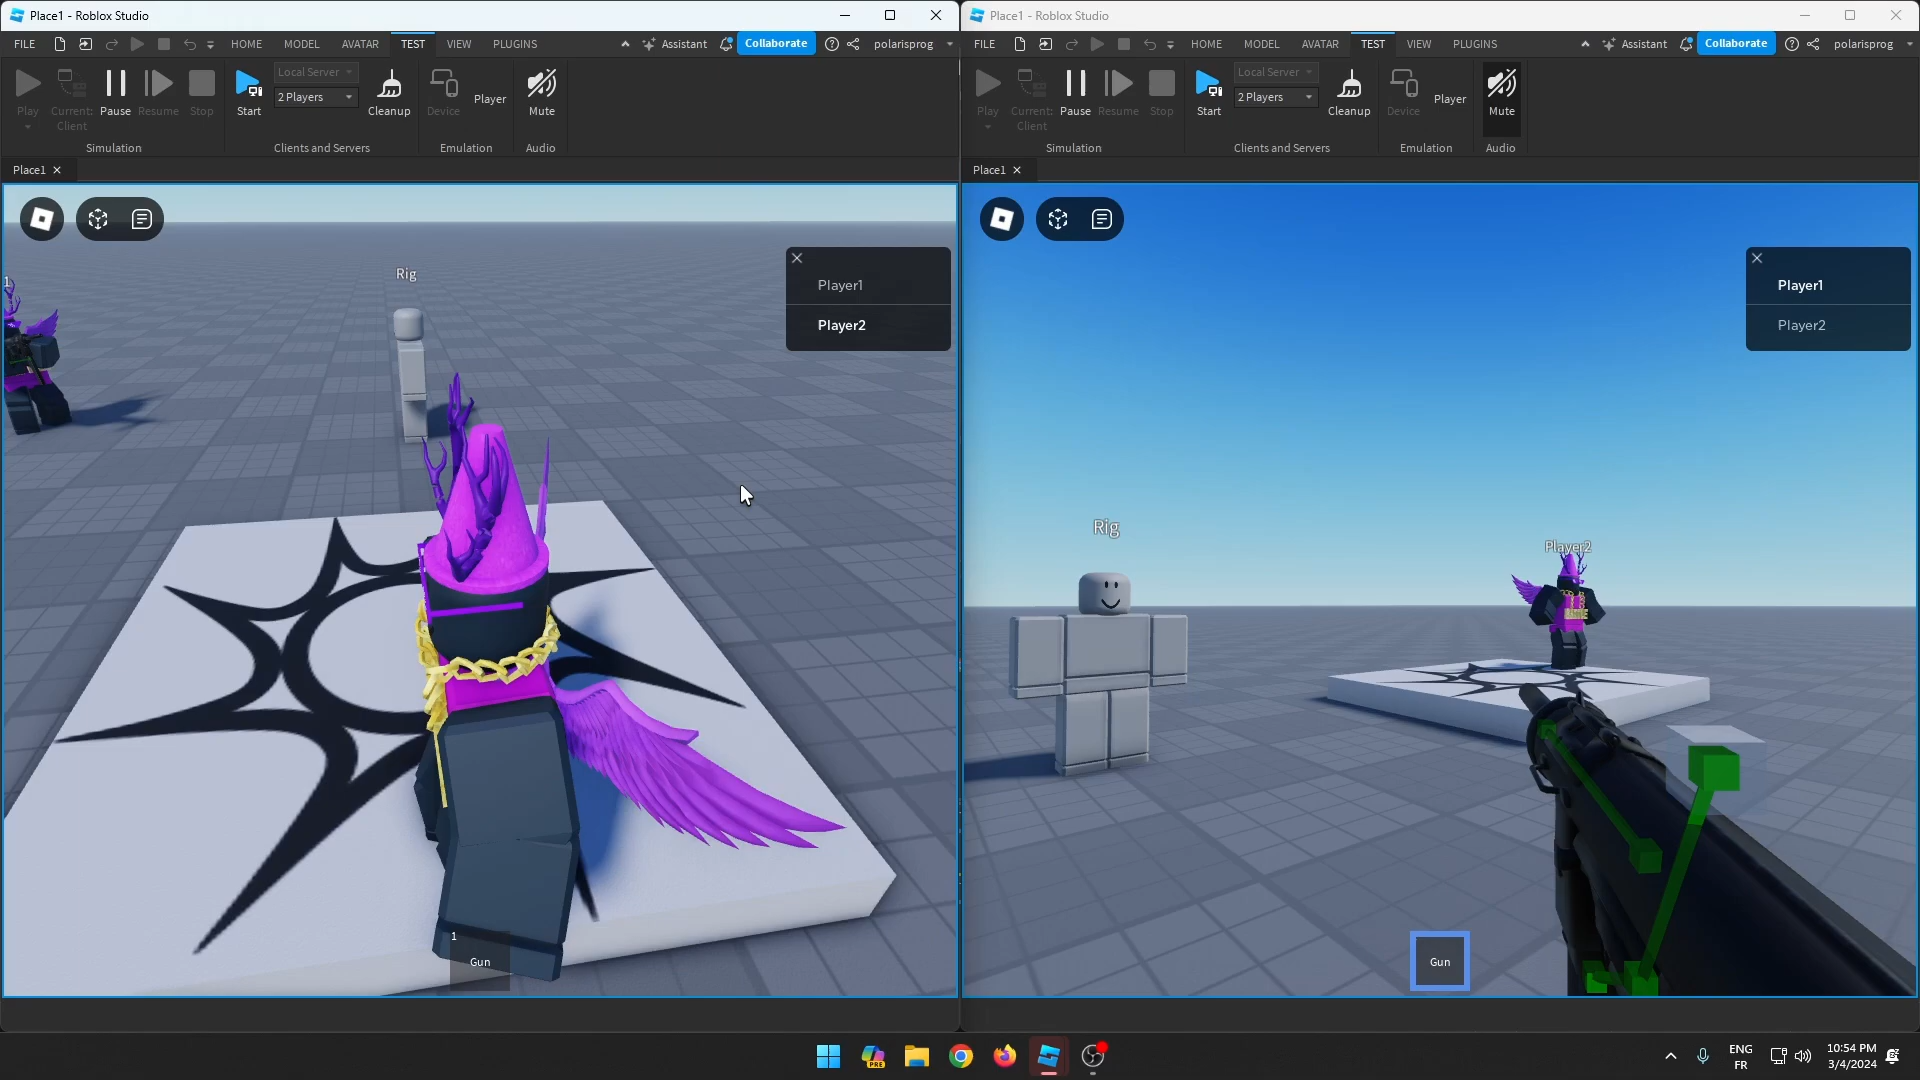 Place1 - Roblox Studio
FILE HOME MODEL AVATAR TEST VIEW PLUGINS Assistant Collaborate polarisprog
Play Current: Client Pause Resume Stop Start Local Server 2 Players Cleanup Device Player Mute
Simulation Clients and Servers Emulation Audio
Place1
1
Rig
Player1
Player2
1
Gun
Place1 - Roblox Studio
FILE HOME MODEL AVATAR TEST VIEW PLUGINS Assistant Collaborate polarisprog
Play Current: Client Pause Resume Stop Start Local Server 2 Players Cleanup Device Player Mute
Simulation Clients and Servers Emulation Audio
Place1
Player1
Player2
Rig
Player2
Gun
PRE
ENG
FR
10:54 PM
3/4/2024